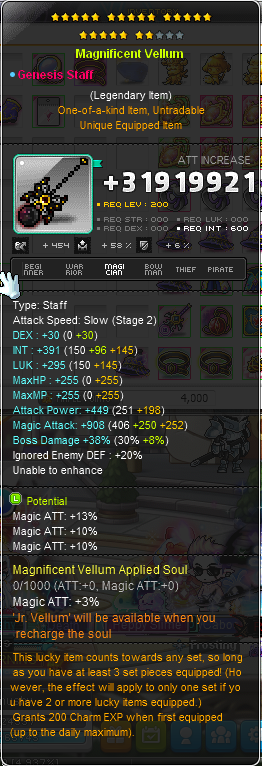 Magnificent Vellum
Genesis Staff
(Legendary Item)
One-of-a-kind Item, Untradable
Unique Equipped Item
ATT INCREASE
+31919921
REQ LEV : 200
REQ STR : 000 REQ LUK : 000
REQ DEX : 000 REQ INT : 600
+ 454 + 58 % + 6 %
BEGINNER WARRIOR MAGICIAN BOWMAN THIEF PIRATE
Type: Staff
Attack Speed: Slow (Stage 2)
DEX : +30 (0 +30)
INT : +391 (150 +96 +145)
LUK : +295 (150 +145)
MaxHP : +255 (0 +255)
MaxMP : +255 (0 +255)
Attack Power: +449 (251 +198)
Magic Attack: +908 (406 +250 +252)
Boss Damage +38% (30% +8%)
Ignored Enemy DEF : +20%
Unable to enhance
4,000
L Potential
Magic ATT: +13%
Magic ATT: +10%
Magic ATT: +10%
Magnificent Vellum Applied Soul
0/1000 (ATT:+0, Magic ATT:+0)
Magic ATT: +3%
'Jr. Vellum' will be available when you
recharge the soul
This lucky item counts towards any set, so long
as you have at least 3 set pieces equipped! (Ho
wever, the effect will apply to only one set if yo
u have 2 or more lucky items equipped.)
Grants 200 Charm EXP when first equipped
(up to the daily maximum).